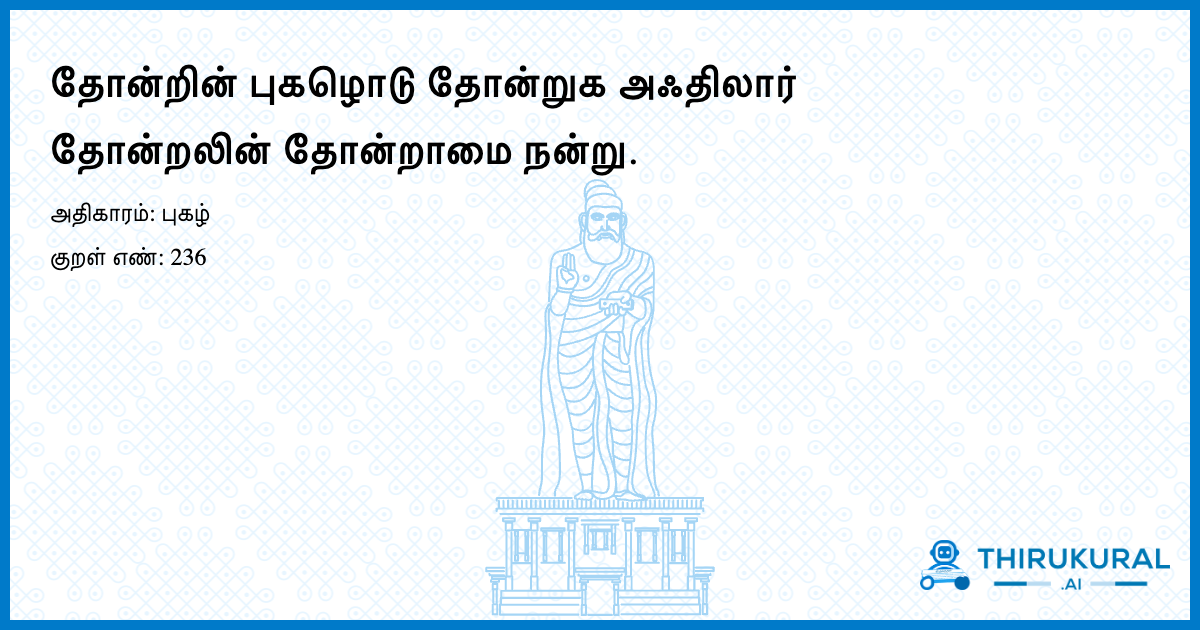 தோன்றின் புகழொடு தோன்றுக அஃதிலார்
தோன்றலின் தோன்றாமை நன்று.
அதிகாரம்: புகழ்
குறள் எண்: 236
THIRUKURAL
.AI